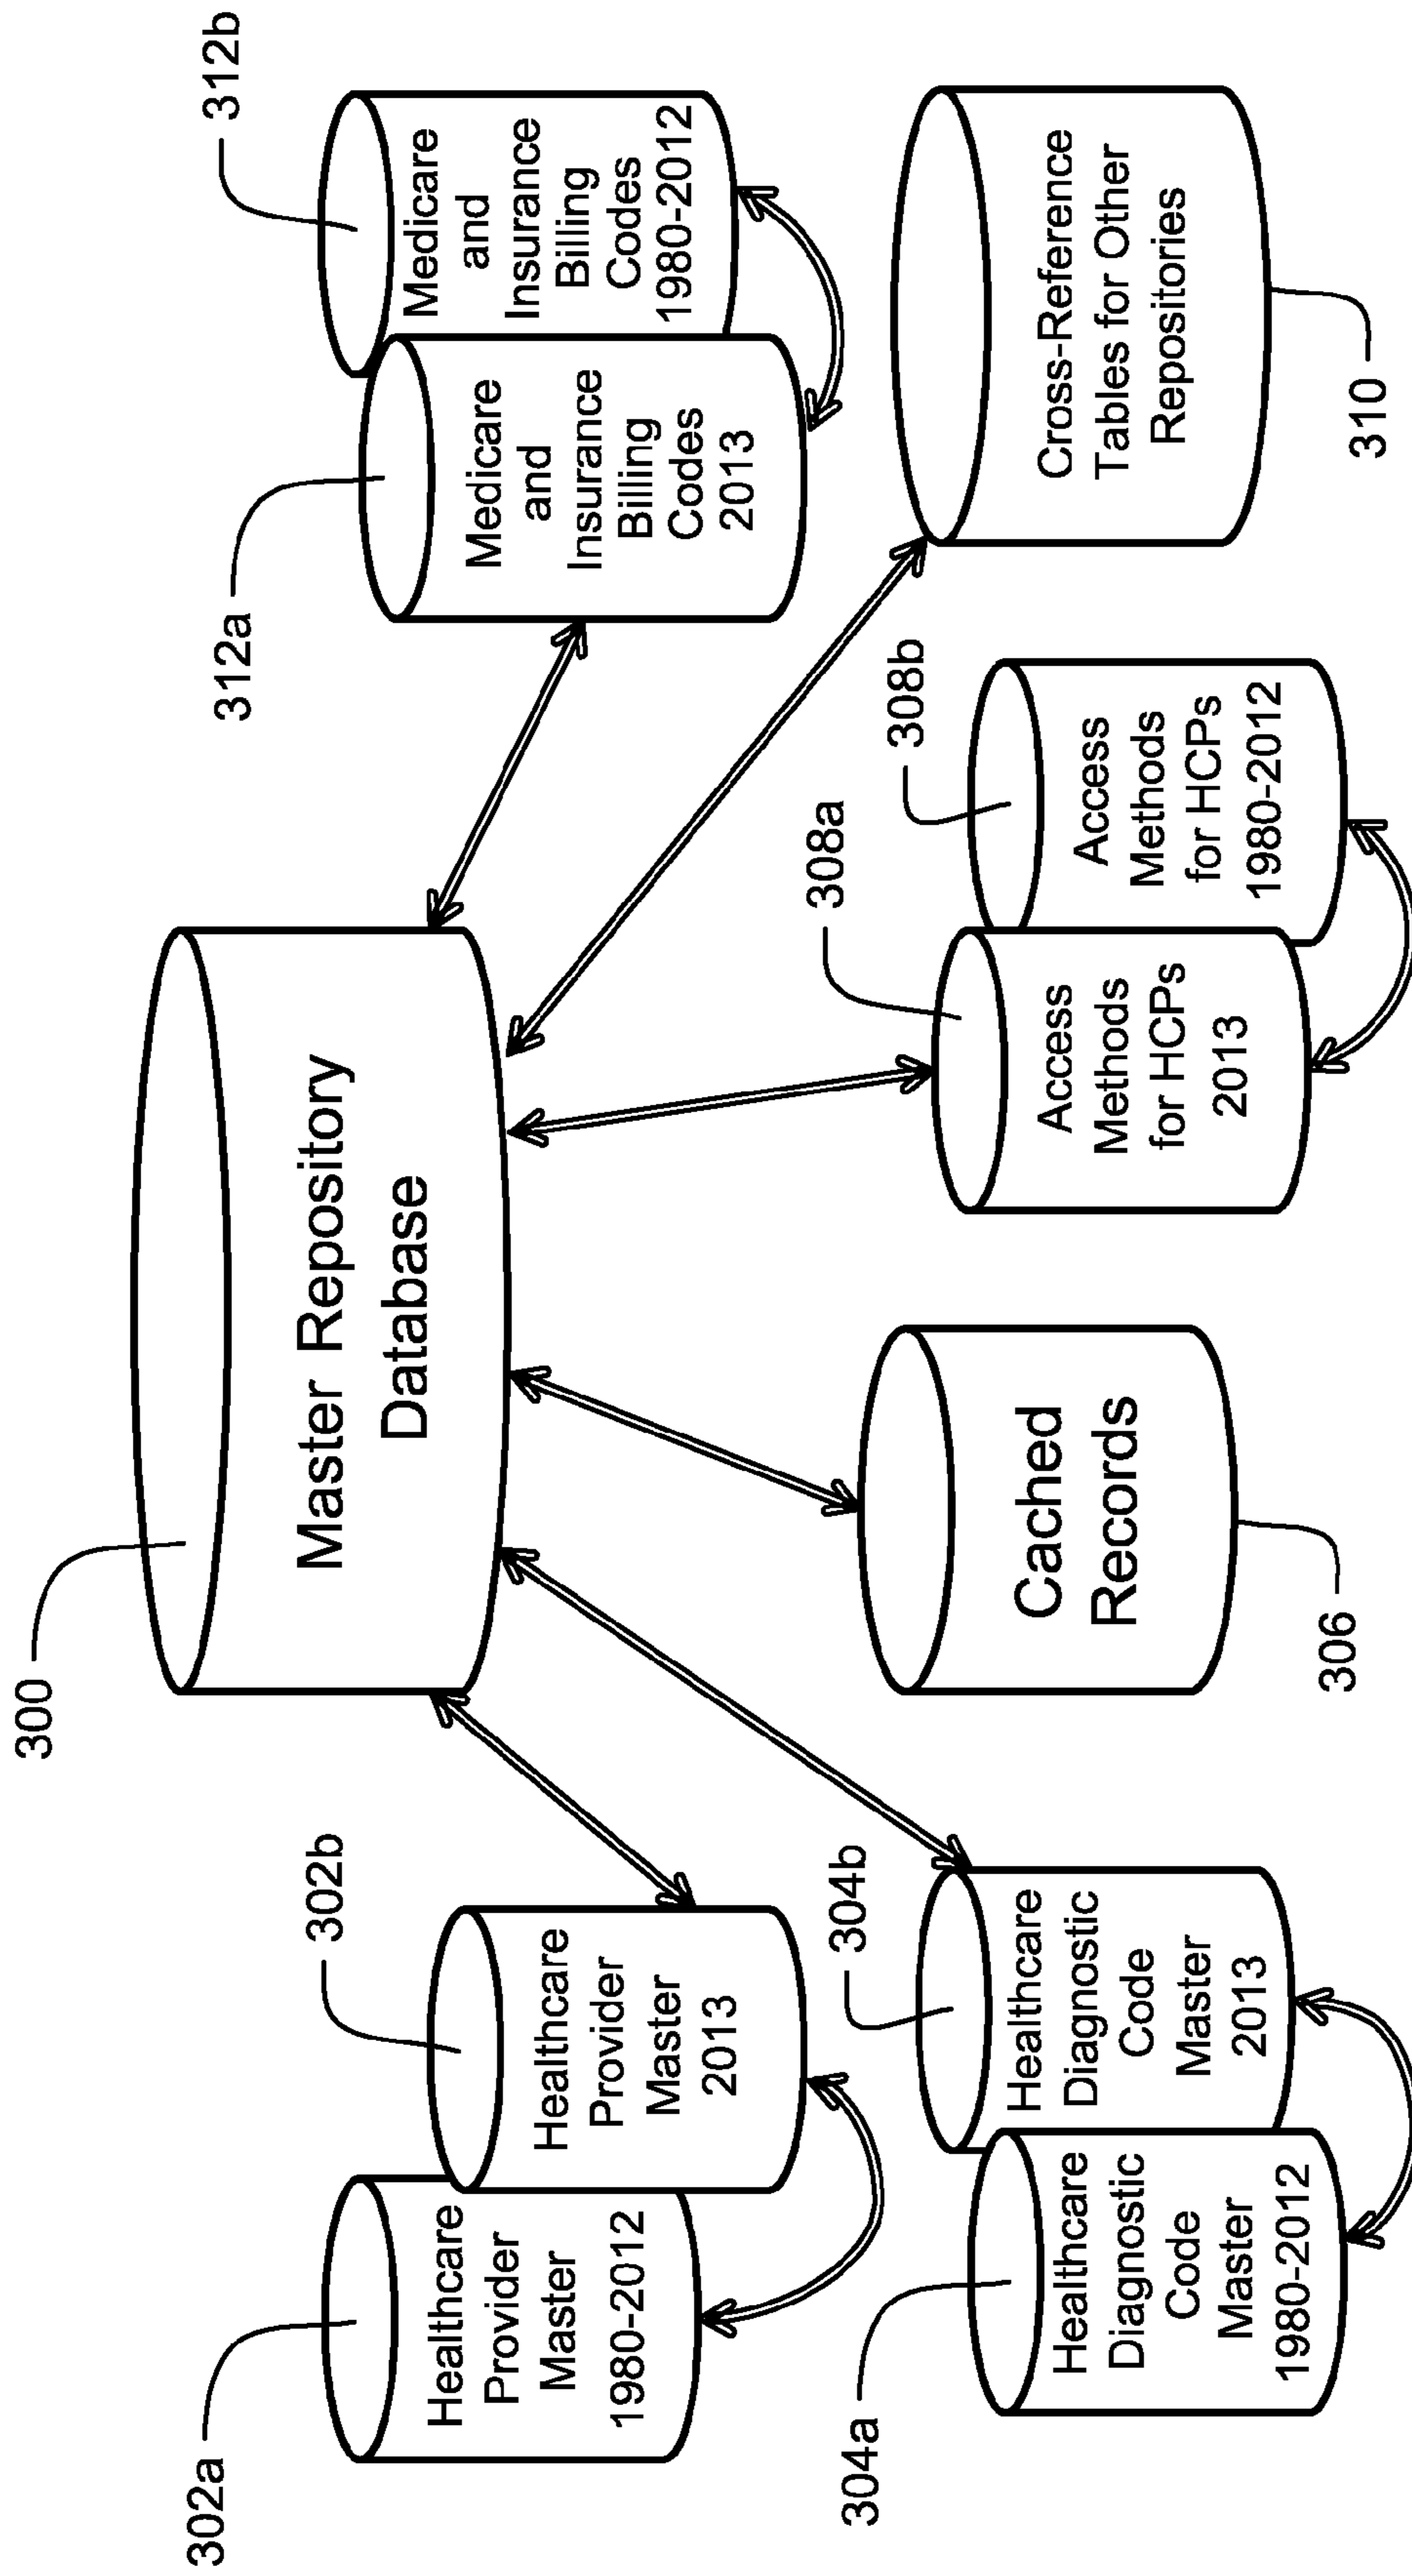 300
Master Repository
Database
302a
Healthcare
Provider
Master
1980-2012
302b
Healthcare
Provider
Master
2013
312a
Medicare
and
Insurance
Billing
Codes
2013
312b
Medicare
and
Insurance
Billing
Codes
1980-2012
304a
Healthcare
Diagnostic
Code
Master
1980-2012
304b
Healthcare
Diagnostic
Code
Master
2013
Cached
Records
306
308a
Access
Methods
for HCPs
2013
308b
Access
Methods
for HCPs
1980-2012
Cross-Reference
Tables for Other
Repositories
310